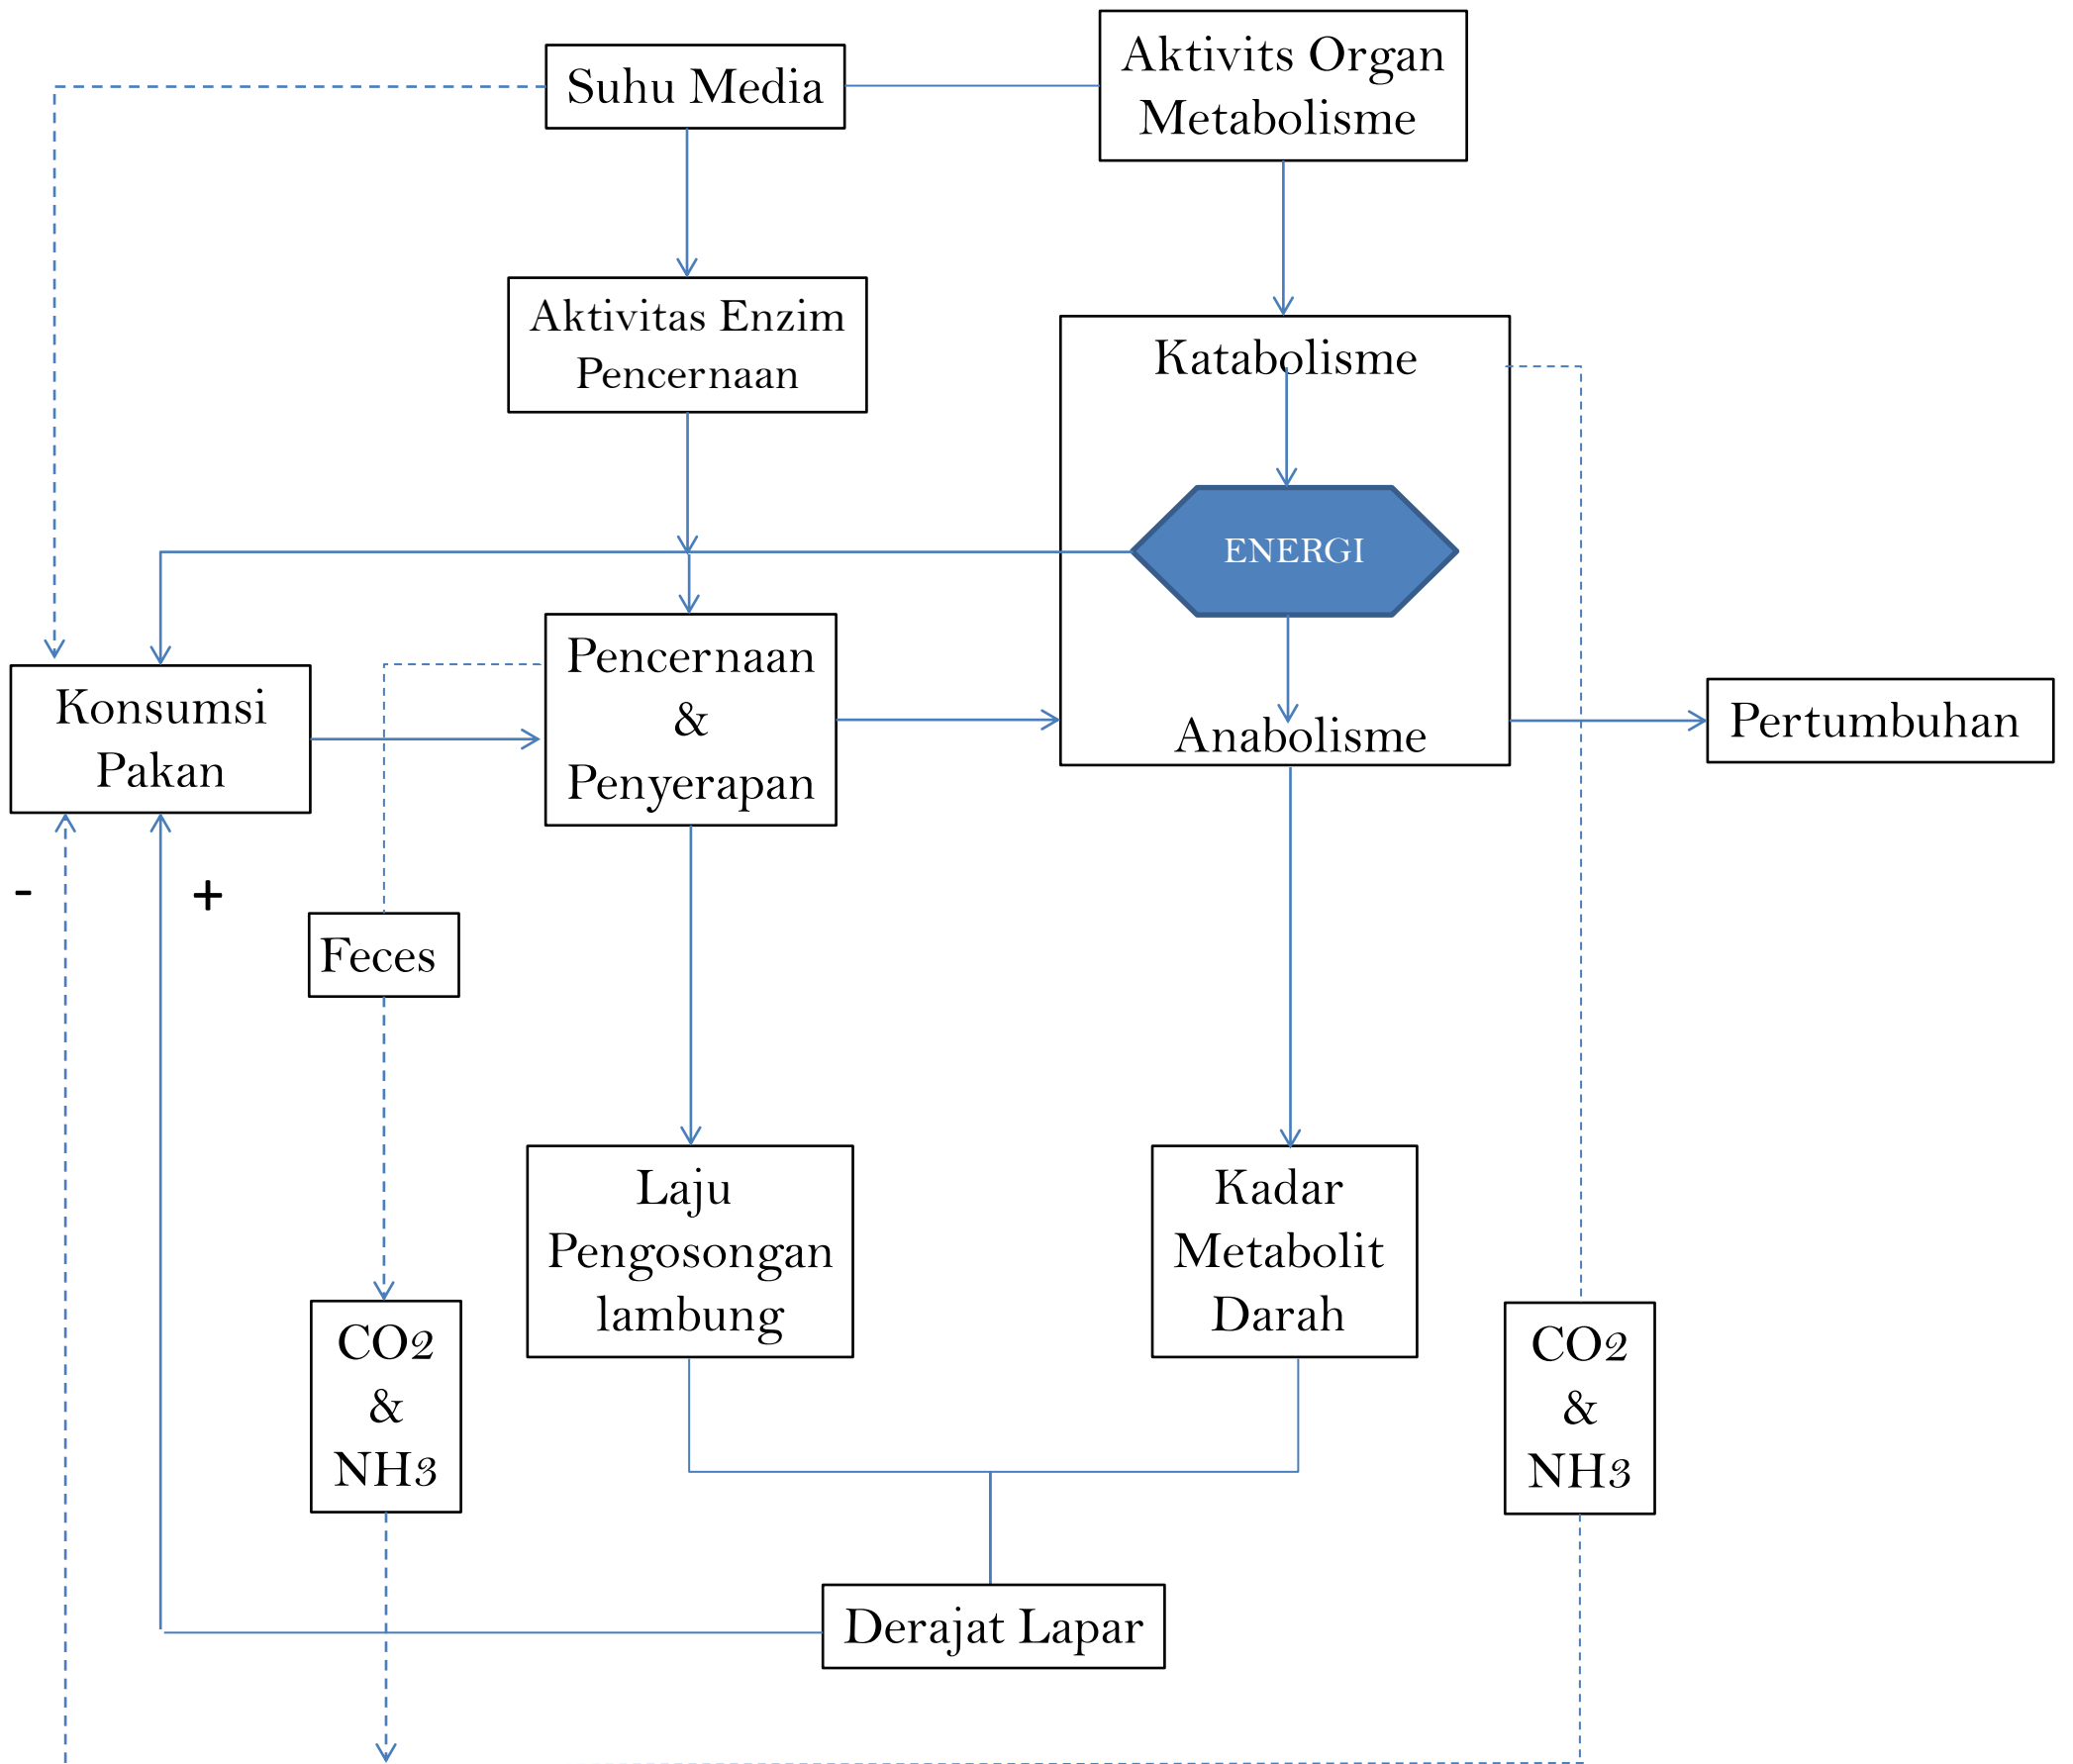 Suhu Media
Aktivits Organ
Metabolisme
Aktivitas Enzim
Pencernaan
Katabolisme
ENERGI
Anabolisme
Konsumsi
Pakan
Pencernaan
&
Penyerapan
Pertumbuhan
-
+
Feces
Laju
Pengosongan
lambung
Kadar
Metabolit
Darah
CO2
&
NH3
CO2
&
NH3
Derajat Lapar